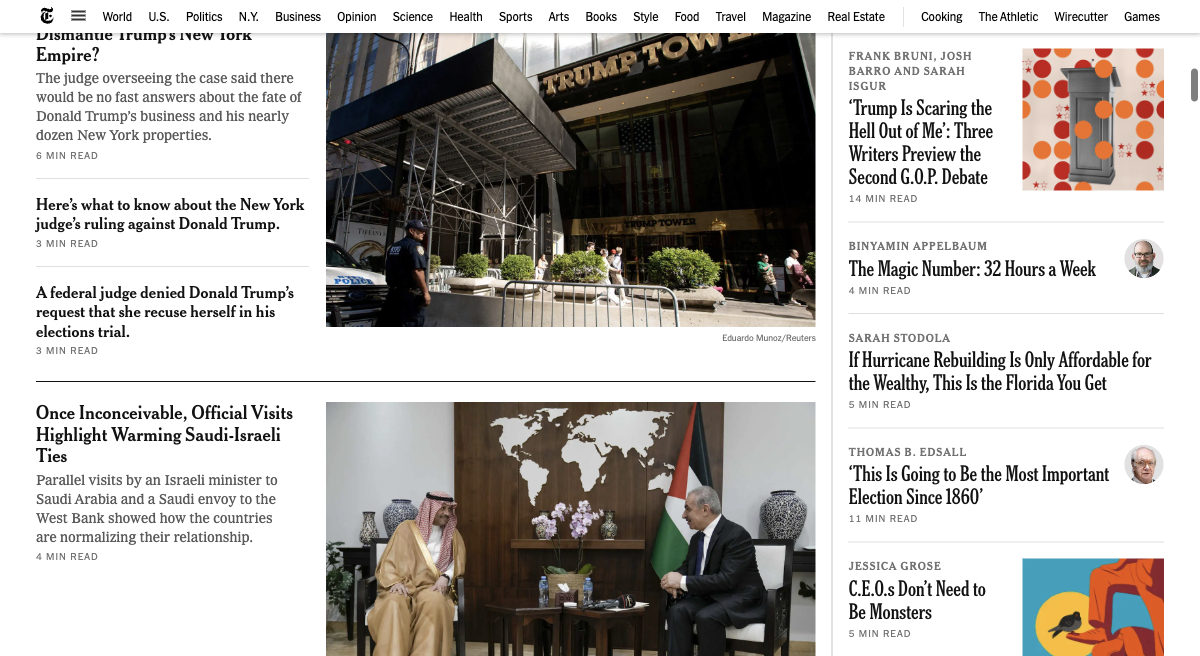 World U.S. Politics N.Y. Business Opinion Science Health Sports Arts Books Style Food Travel Magazine Real Estate Cooking The Athletic Wirecutter Games
Dismantle Trump's New York
Empire?
The judge overseeing the case said there
would be no fast answers about the fate of
Donald Trump's business and his nearly
dozen New York properties.
6 MIN READ
Here's what to know about the New York
judge's ruling against Donald Trump.
3 MIN READ
A federal judge denied Donald Trump's
request that she recuse herself in his
elections trial.
3 MIN READ
TRUMP TOWER
TRUMP TOWER
TIFFANY
NYPD
POLICE
Eduardo Munoz/Reuters
Once Inconceivable, Official Visits
Highlight Warming Saudi-Israeli
Ties
Parallel visits by an Israeli minister to
Saudi Arabia and a Saudi envoy to the
West Bank showed how the countries
are normalizing their relationship.
4 MIN READ
FRANK BRUNI, JOSH
BARRO AND SARAH
ISGUR
‘Trump Is Scaring the
Hell Out of Me’: Three
Writers Preview the
Second G.O.P. Debate
14 MIN READ
BINYAMIN APPELBAUM
The Magic Number: 32 Hours a Week
4 MIN READ
SARAH STODOLA
If Hurricane Rebuilding Is Only Affordable for
the Wealthy, This Is the Florida You Get
5 MIN READ
THOMAS B. EDSALL
‘This Is Going to Be the Most Important
Election Since 1860’
11 MIN READ
JESSICA GROSE
C.E.O.s Don’t Need to
Be Monsters
5 MIN READ